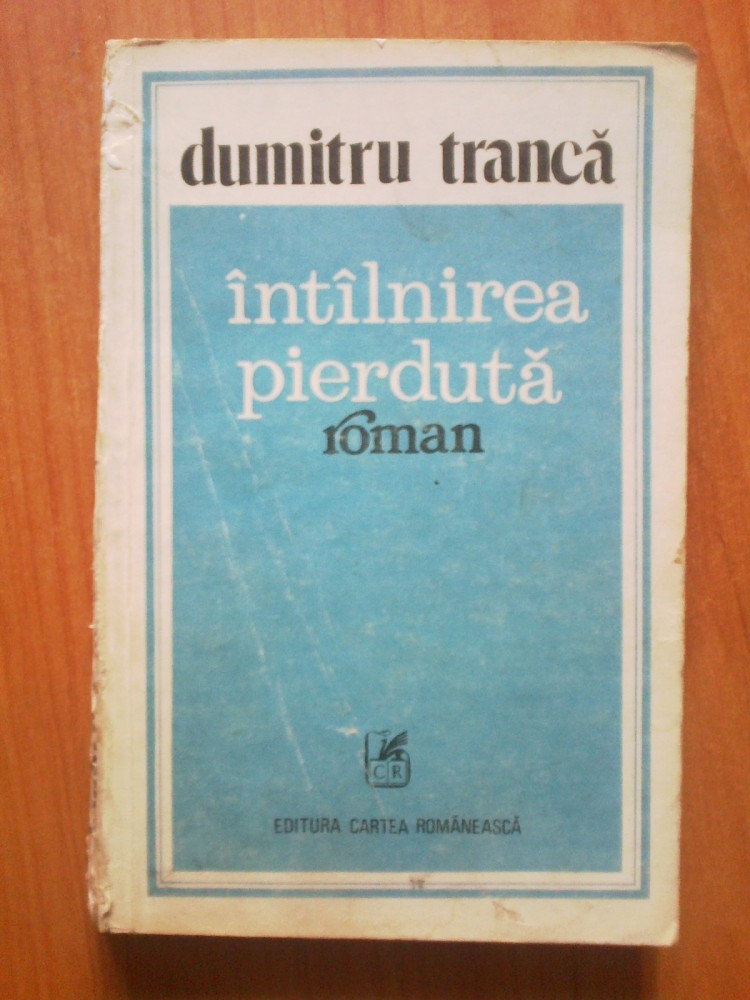 dumitru trancă
întîlnirea
pierdută
roman
CR
EDITURA CARTEA ROMÂNEASCĂ